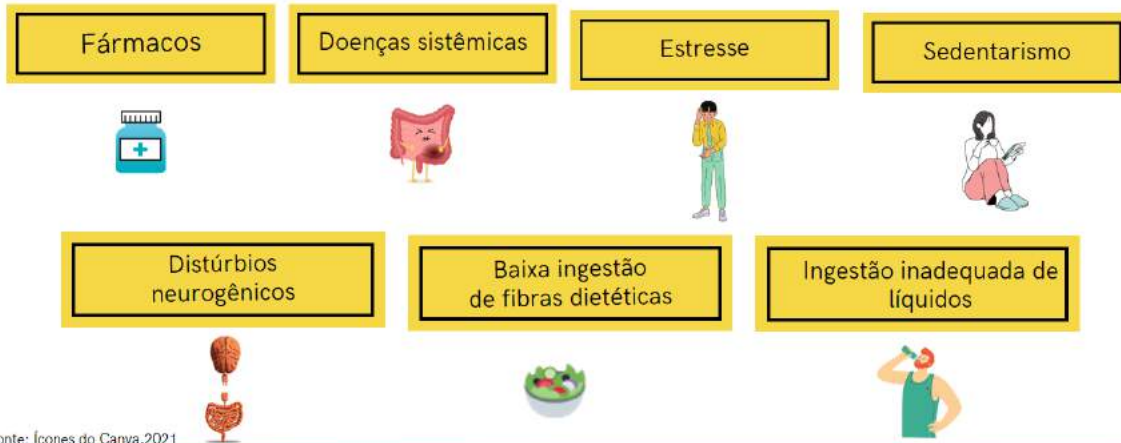 Fármacos
Doenças sistêmicas
Estresse
Sedentarismo
Distúrbios
neurogênicos
Baixa ingestão
de fibras dietéticas
Ingestão inadequada de
líquidos
onte: Ícones do Canva,2021